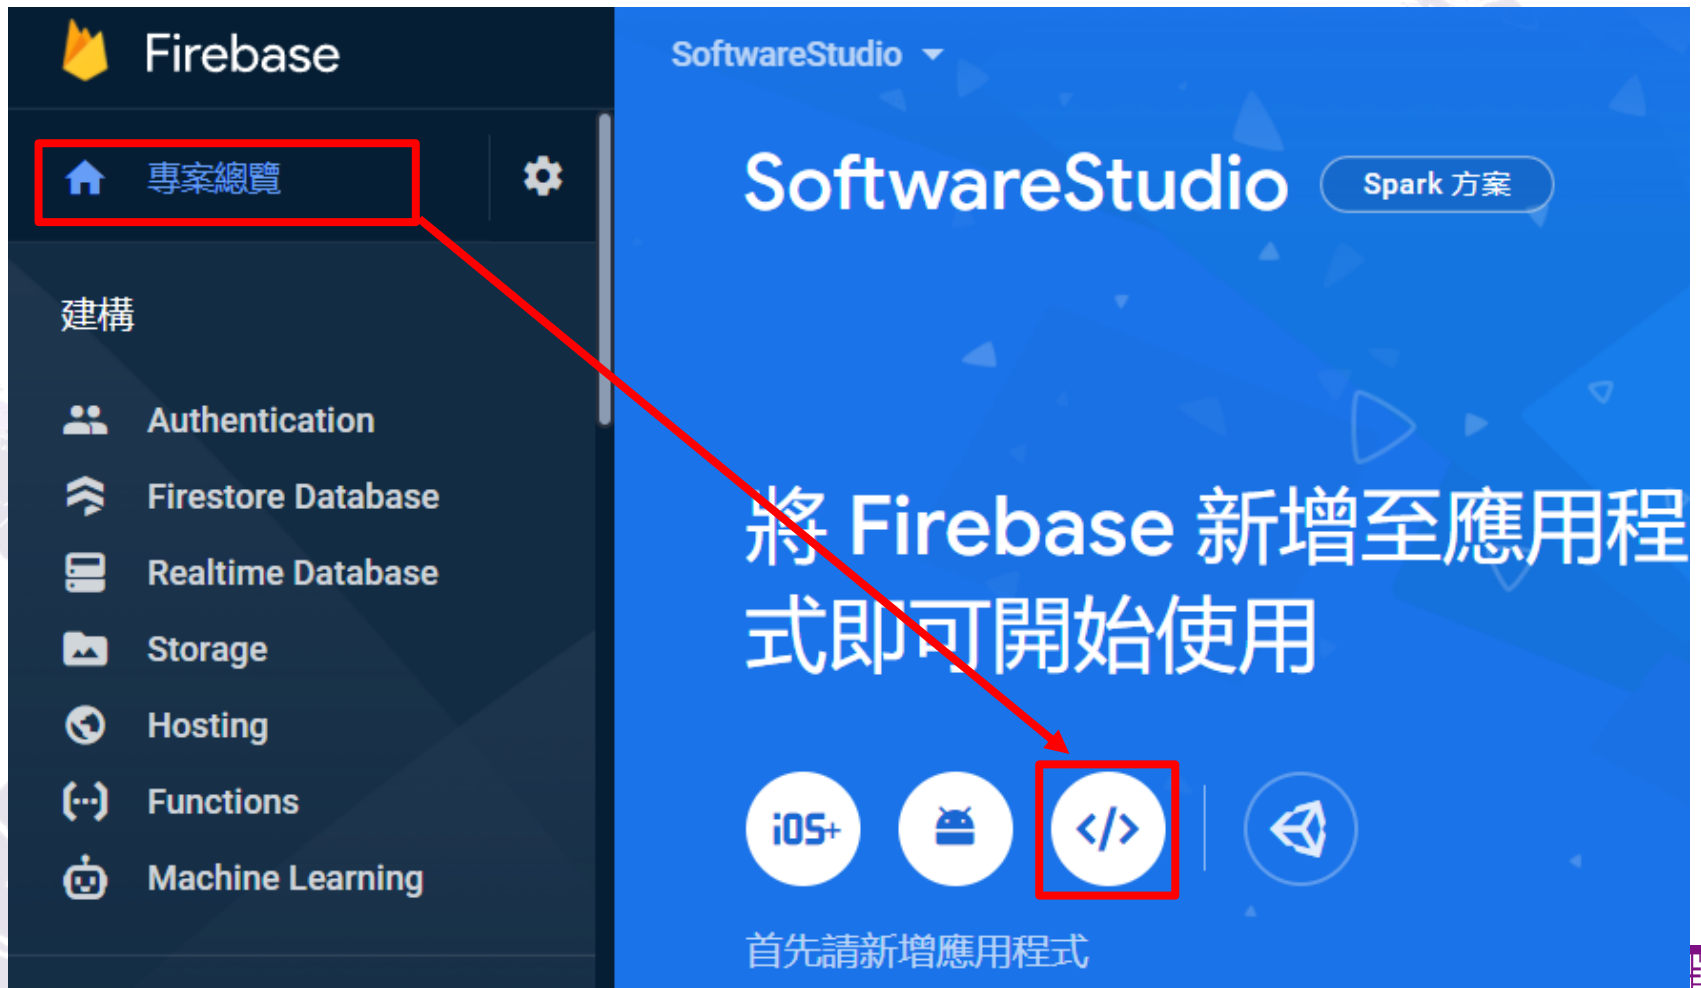 Firebase
專案總覽
建構
Authentication
Firestore Database
Realtime Database
Storage
Hosting
Functions
Machine Learning
SoftwareStudio
SoftwareStudio
Spark 方案
將 Firebase 新增至應用程
式即可開始使用
iOS+
</>
首先請新增應用程式